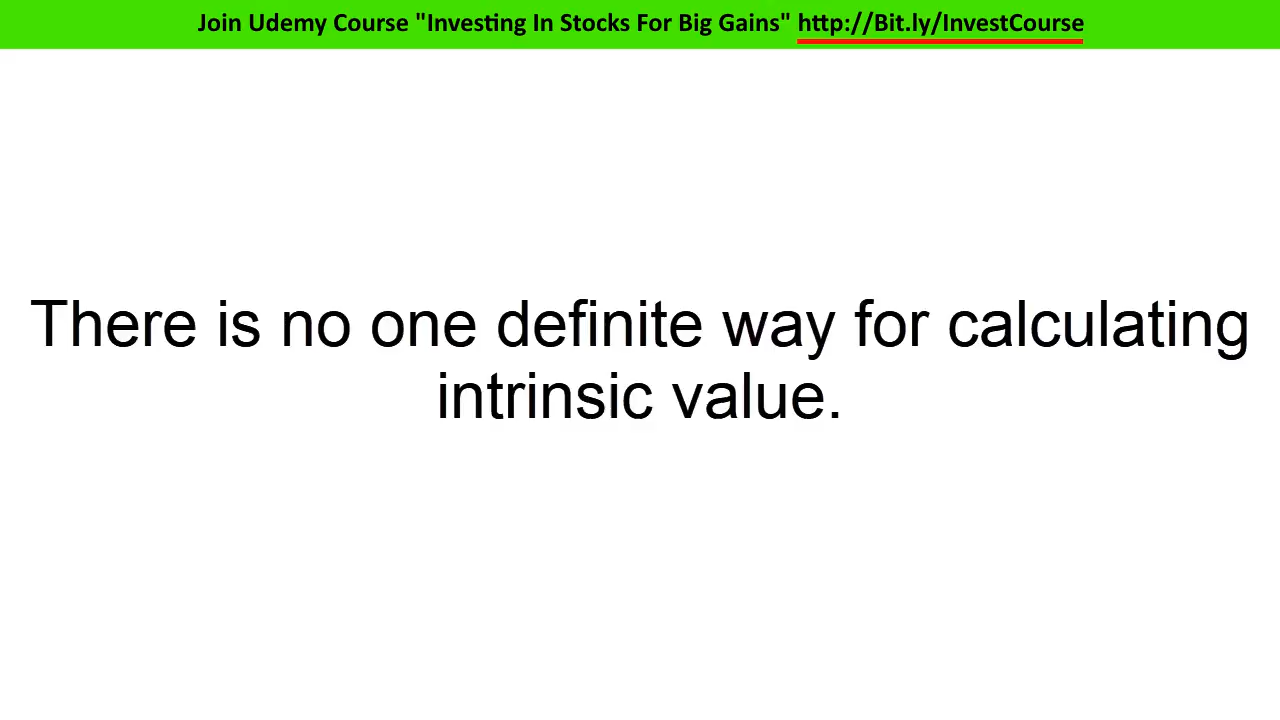 Join Udemy Course "Investing In Stocks For Big Gains" http://Bit.ly/InvestCourse
There is no one definite way for calculating
intrinsic value.